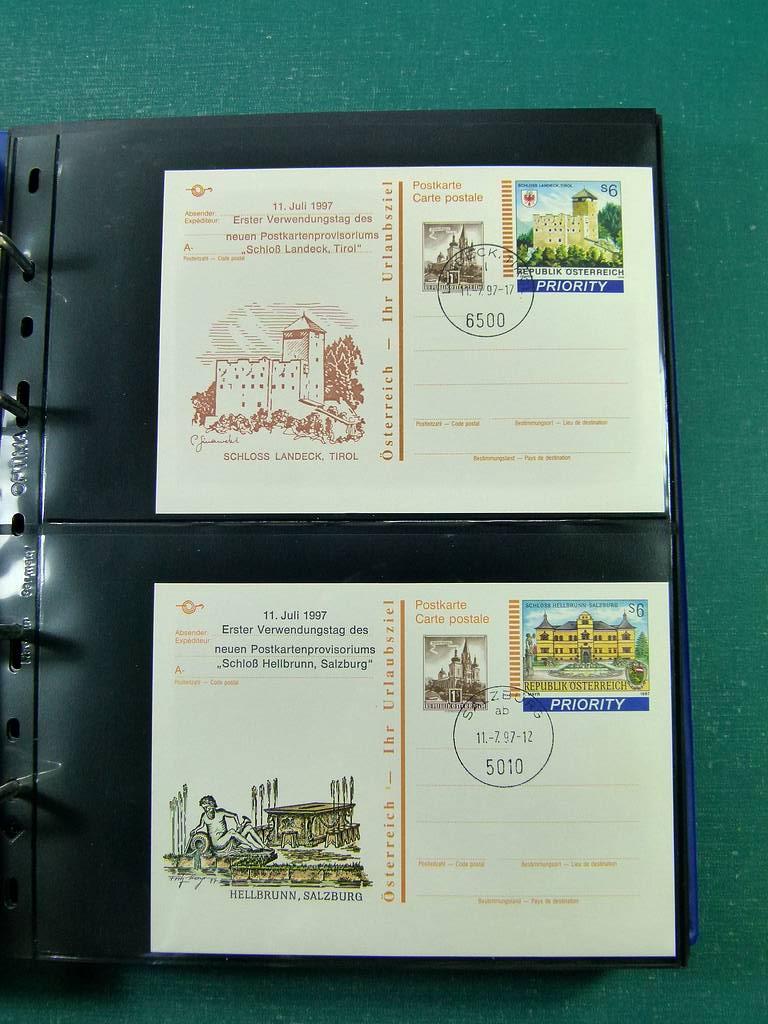 11. Juli 1997
Erster Verwendungstag des
neuen Postkartenprovisoriums
„Schloß Landeck, Tirol"
Absender:
Expéditeur:
A-
Postleitzahl — Code postal
SCHLOSS LANDECK, TIROL
Österreich — Ihr Urlaubsziel
Postkarte
Carte postale
SCHLOSS LANDECK, TIROL
S6
REPUBLIK ÖSTERREICH
PRIORITY
11.-7.97-17
6500
Postleitzahl — Code postal
Bestimmungsort — Lieu de destination
Bestimmungsland — Pays de destination
11. Juli 1997
Erster Verwendungstag des
neuen Postkartenprovisoriums
„Schloß Hellbrunn, Salzburg"
Absender:
Expéditeur:
A-
Postleitzahl — Code postal
HELLBRUNN, SALZBURG
Österreich — Ihr Urlaubsziel
Postkarte
Carte postale
SCHLOSS HELLBRUNN-SALZBURG
S6
REPUBLIK ÖSTERREICH
1997
PRIORITY
ab
11.-7.97-12
5010
Postleitzahl — Code postal
Bestimmungsort — Lieu de destination
Bestimmungsland — Pays de destination